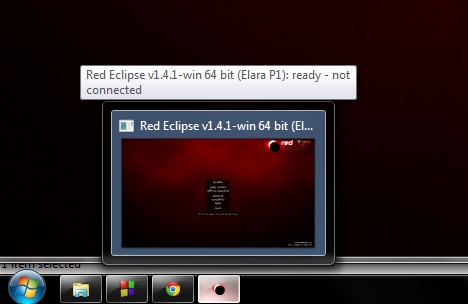 Red Eclipse v1.4.1-win 64 bit (Elara P1): ready - not
connected
Red Eclipse v1.4.1-win 64 bit (El...
red
1 item selected